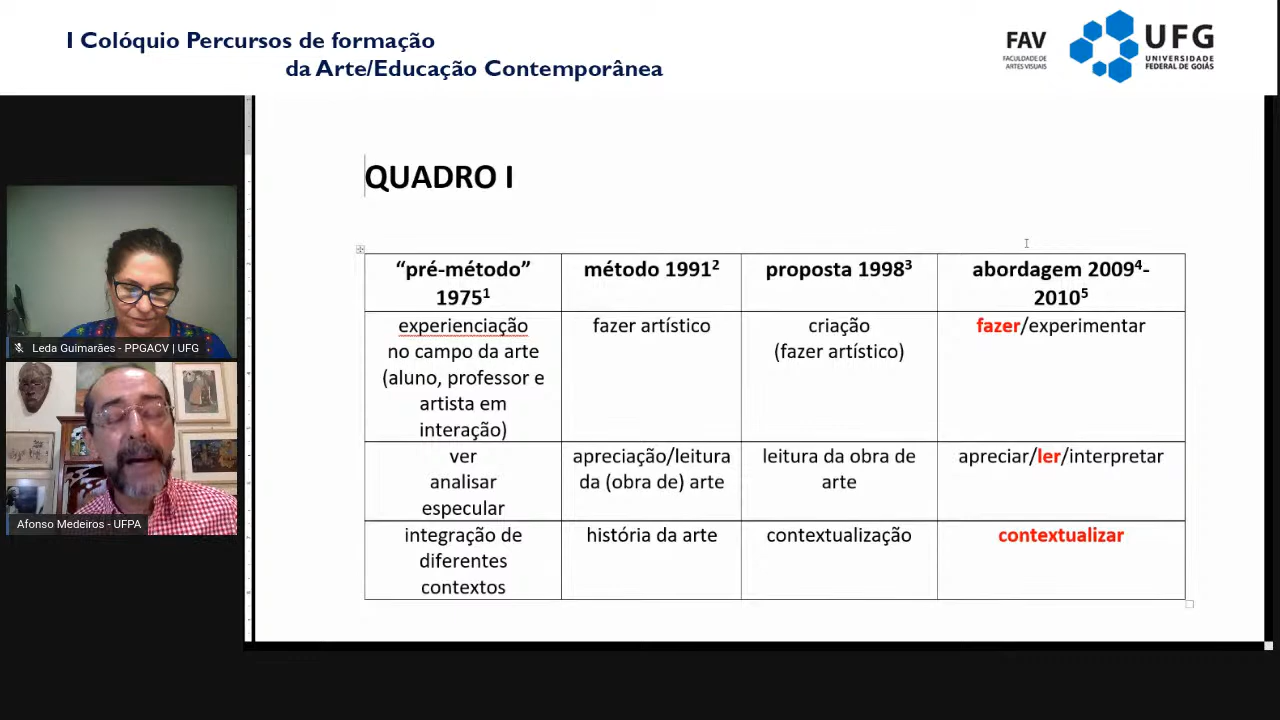 I Colóquio Percursos de formação
da Arte/Educação Contemporânea
FAV
FACULDADE DE
ARTES VISUAIS
UFG
UNIVERSIDADE
FEDERAL DE GOIÁS
Leda Guimarães - PPGACV | UFG
Afonso Medeiros - UFPA
QUADRO I
“pré-método” 1975¹
método 1991²
proposta 1998³
abordagem 2009⁴-
2010⁵
experienciação
no campo da arte
(aluno, professor e
artista em
interação)
fazer artístico
criação
(fazer artístico)
fazer/experimentar
ver
analisar
especular
apreciação/leitura
da (obra de) arte
leitura da obra de
arte
apreciar/ler/interpretar
integração de
diferentes
contextos
história da arte
contextualização
contextualizar